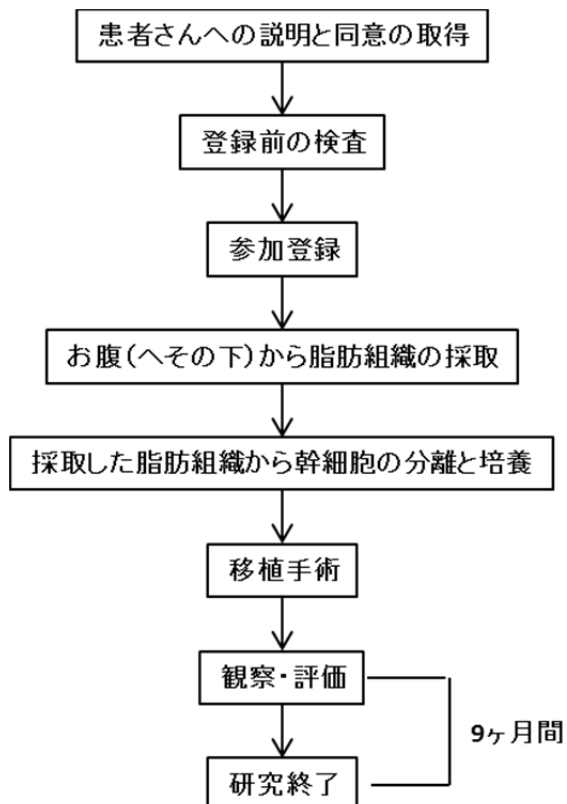 患者さんへの説明と同意の取得
登録前の検査
参加登録
お腹(へその下)から脂肪組織の採取
採取した脂肪組織から幹細胞の分離と培養
移植手術
観察・評価
9ヶ月間
研究終了